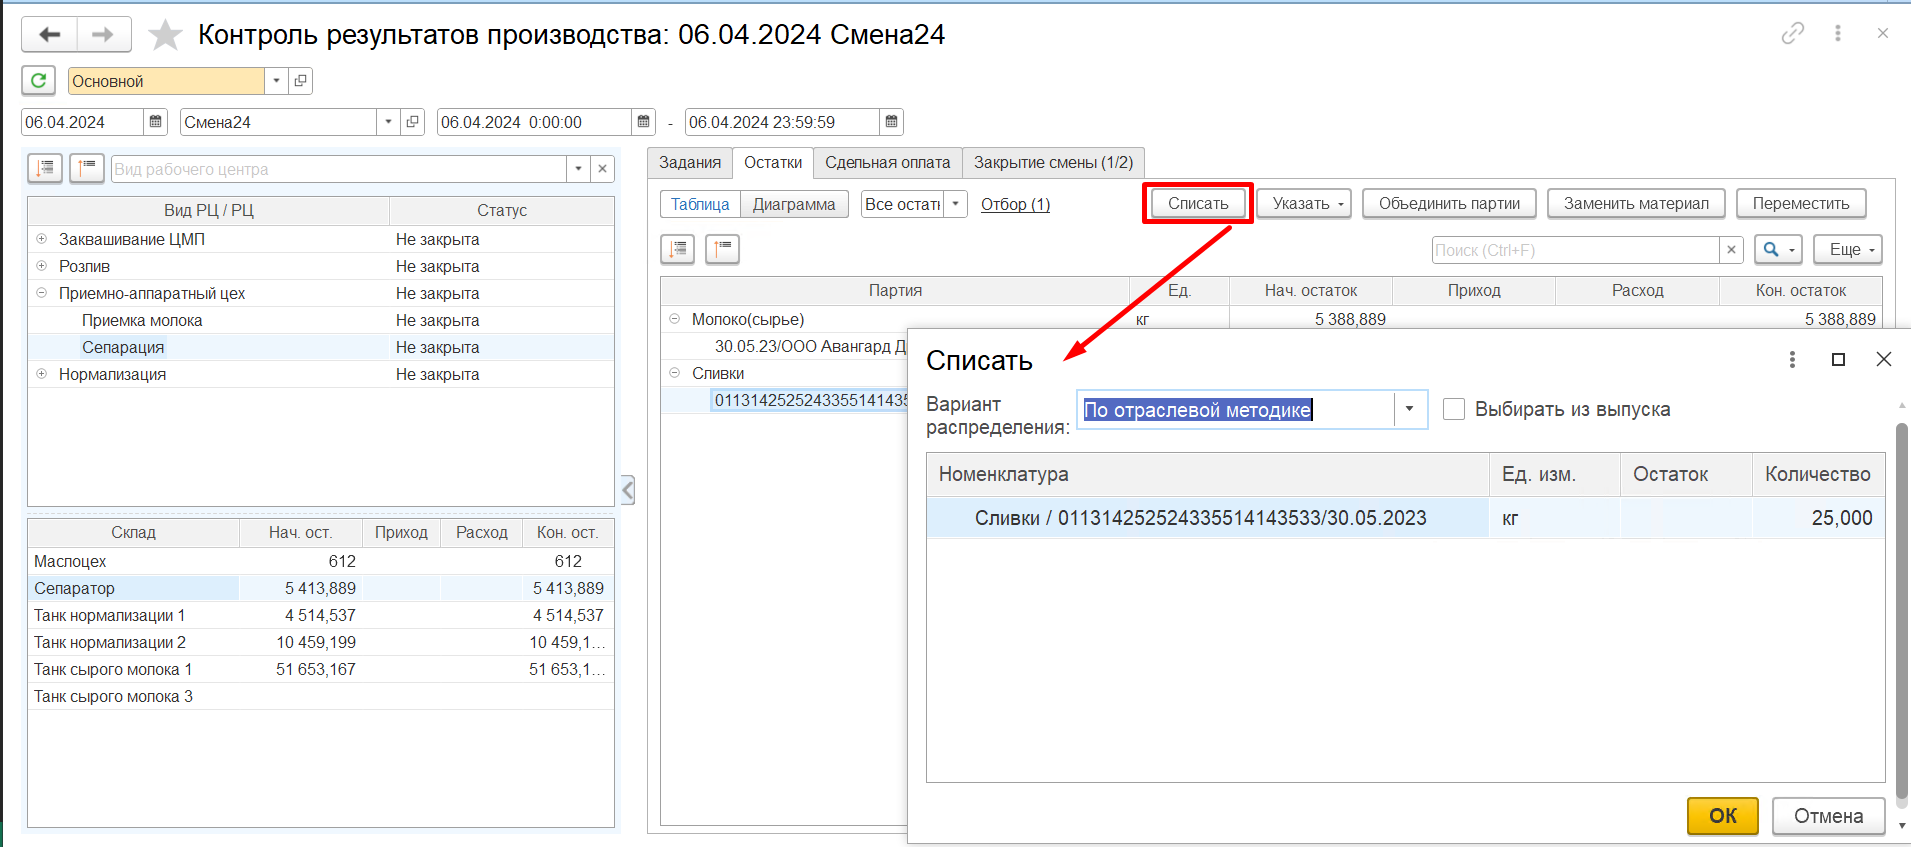 Контроль результатов производства: 06.04.2024 Смена24
Основной
06.04.2024 Смена24 06.04.2024 0:00:00 - 06.04.2024 23:59:59
Вид рабочего центра
Вид РЦ / РЦ Статус
Заквашивание ЦМП Не закрыта
Розлив Не закрыта
Приемно-аппаратный цех Не закрыта
Приемка молока Не закрыта
Сепарация Не закрыта
Нормализация Не закрыта
Склад Нач. ост. Приход Расход Кон. ост.
Маслоцех 612 612
Сепаратор 5 413,889 5 413,889
Танк нормализации 1 4 514,537 4 514,537
Танк нормализации 2 10 459,199 10 459,1...
Танк сырого молока 1 51 653,167 51 653,1...
Танк сырого молока 3
Задания Остатки Сдельная оплата Закрытие смены (1/2)
Таблица Диаграмма Все остат Отбор (1) Списать Указать Объединить партии Заменить материал Переместить
Поиск (Ctrl+F) Еще
Партия Ед. Нач. остаток Приход Расход Кон. остаток
Молоко(сырье) кг 5 388,889 5 388,889
30.05.23/ООО Авангард Д
Сливки
0113142525243355141435
Списать
Вариант распределения: По отраслевой методике Выбирать из выпуска
Номенклатура Ед. изм. Остаток Количество
Сливки / 011314252524335514143533/30.05.2023 кг 25,000
ОК Отмена